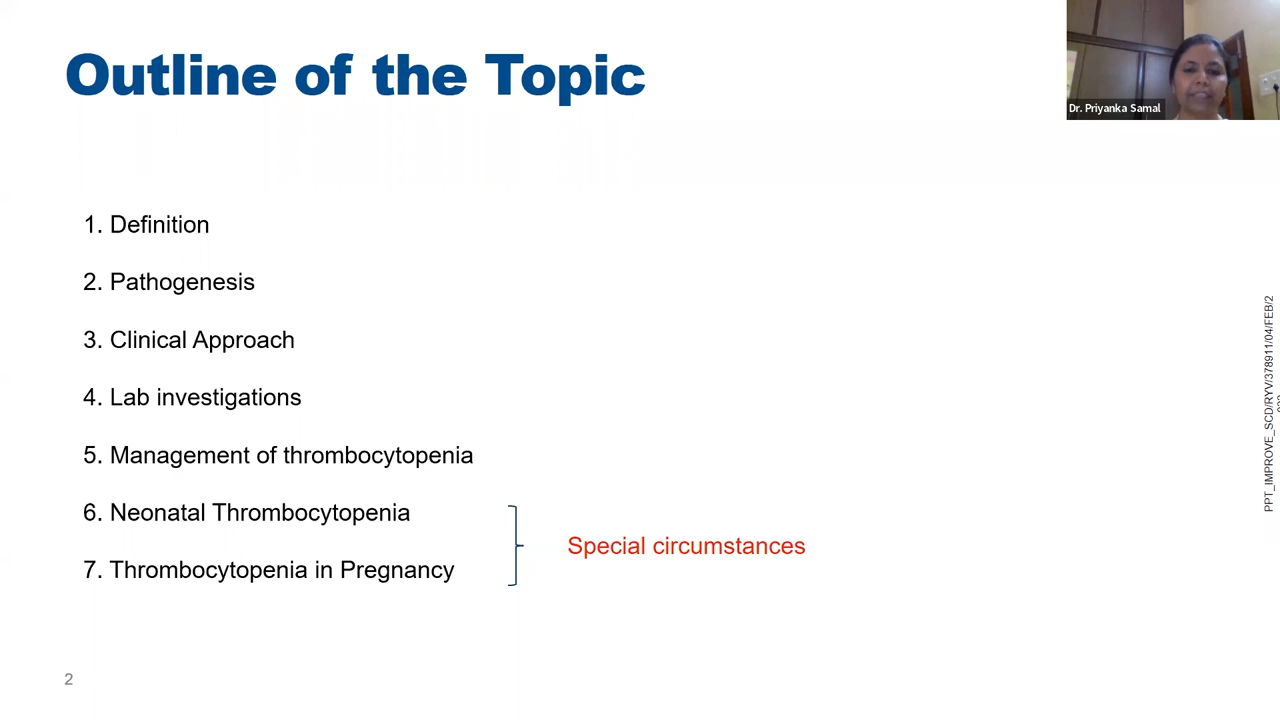 Outline of the Topic
Dr. Priyanka Samal
1. Definition
2. Pathogenesis
3. Clinical Approach
4. Lab investigations
5. Management of thrombocytopenia
6. Neonatal Thrombocytopenia
7. Thrombocytopenia in Pregnancy
Special circumstances
PPT_IMPROVE_SCD/RYV/378911/04/FEB/2
2